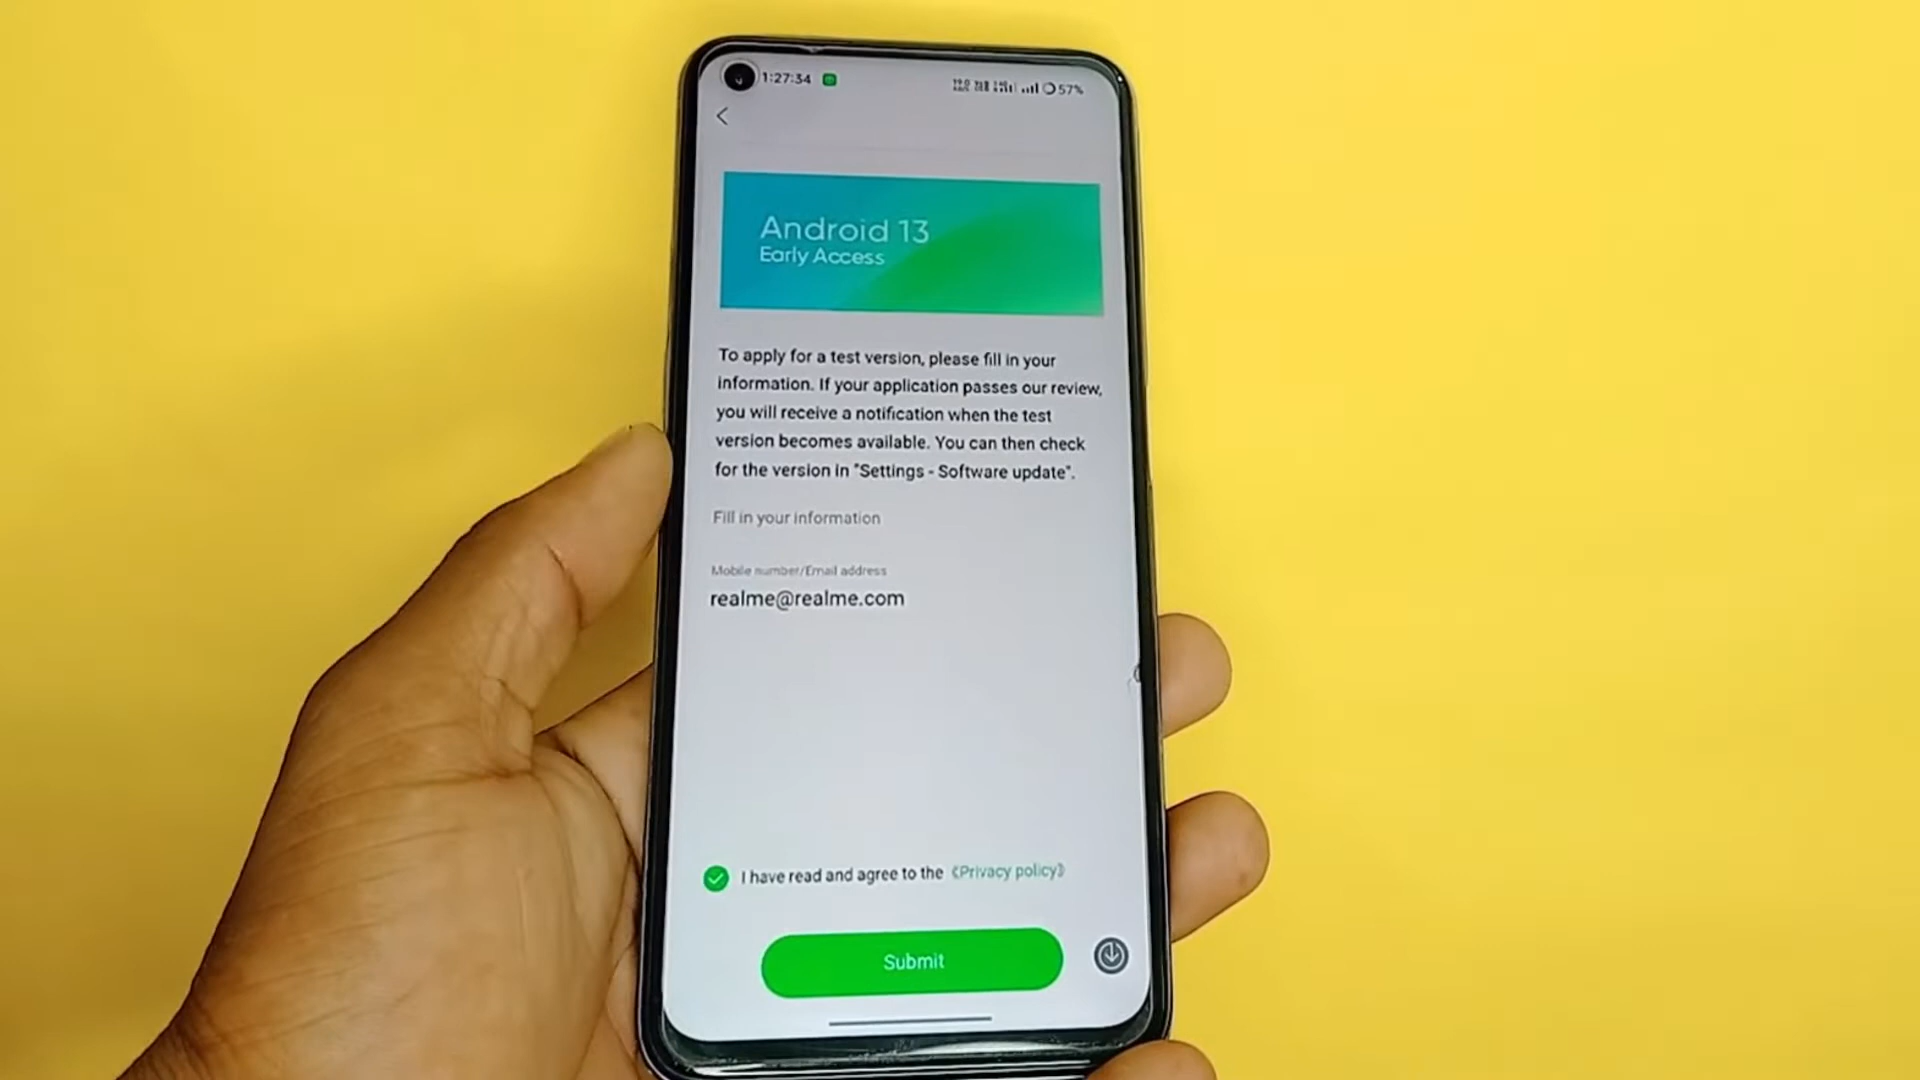 1:27:34
57%
Android 13
Early Access
To apply for a test version, please fill in your
information. If your application passes our review,
you will receive a notification when the test
version becomes available. You can then check
for the version in "Settings - Software update".
Fill in your information
Mobile number/Email address
realme@realme.com
I have read and agree to the 《Privacy policy》
Submit